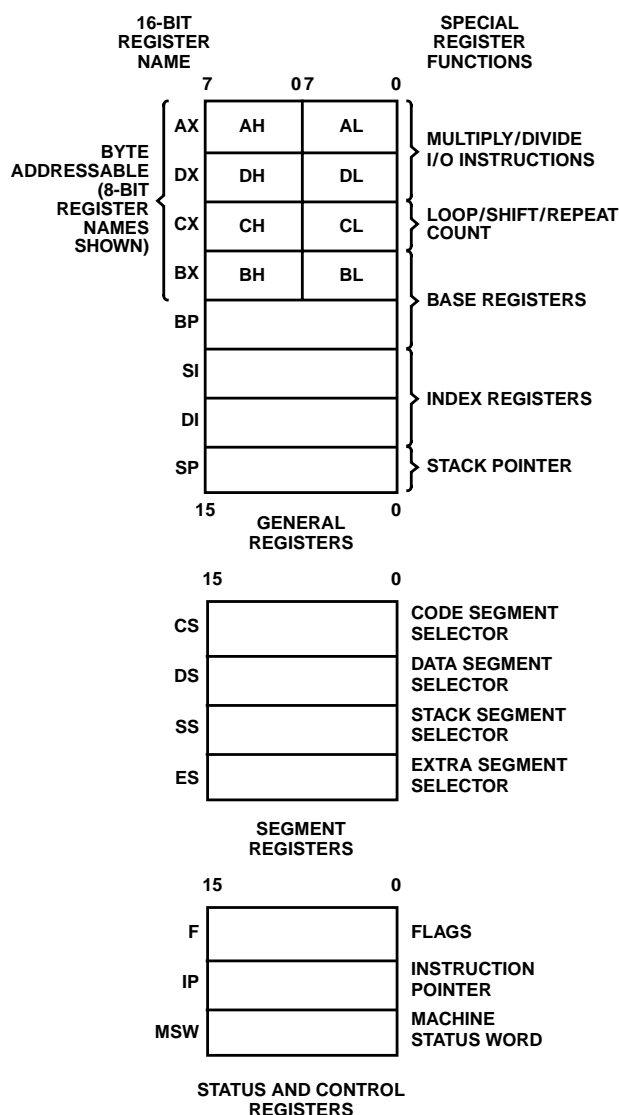 16-BIT
REGISTER
NAME
SPECIAL
REGISTER
FUNCTIONS
7 0 7 0
BYTE
ADDRESSABLE
(8-BIT
REGISTER
NAMES
SHOWN)
AX AH AL
DX DH DL
MULTIPLY/DIVIDE
I/O INSTRUCTIONS
CX CH CL
LOOP/SHIFT/REPEAT
COUNT
BX BH BL
BP
BASE REGISTERS
SI
DI
INDEX REGISTERS
SP
STACK POINTER
15 0
GENERAL
REGISTERS
15 0
CS
CODE SEGMENT
SELECTOR
DS
DATA SEGMENT
SELECTOR
SS
STACK SEGMENT
SELECTOR
ES
EXTRA SEGMENT
SELECTOR
SEGMENT
REGISTERS
15 0
F FLAGS
IP
INSTRUCTION
POINTER
MSW
MACHINE
STATUS WORD
STATUS AND CONTROL
REGISTERS